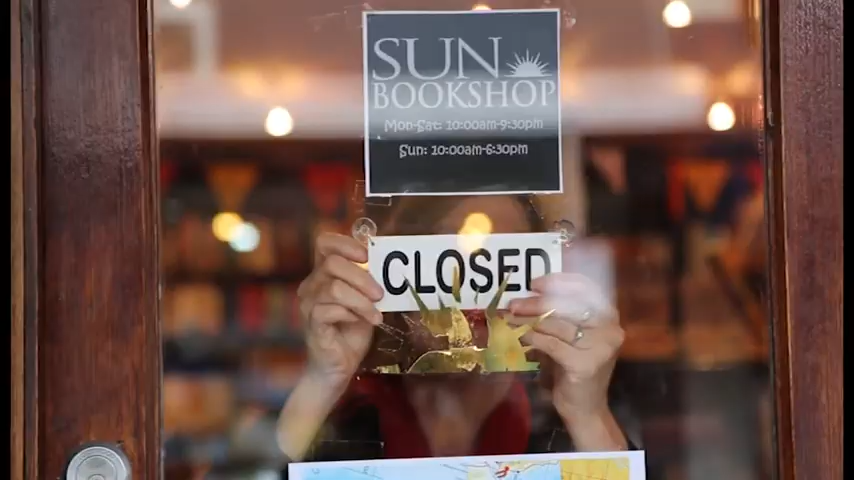 SUN
BOOKSHOP
Mon-Sat: 10:00am-9:30pm
Sun: 10:00am-6:30pm
CLOSED